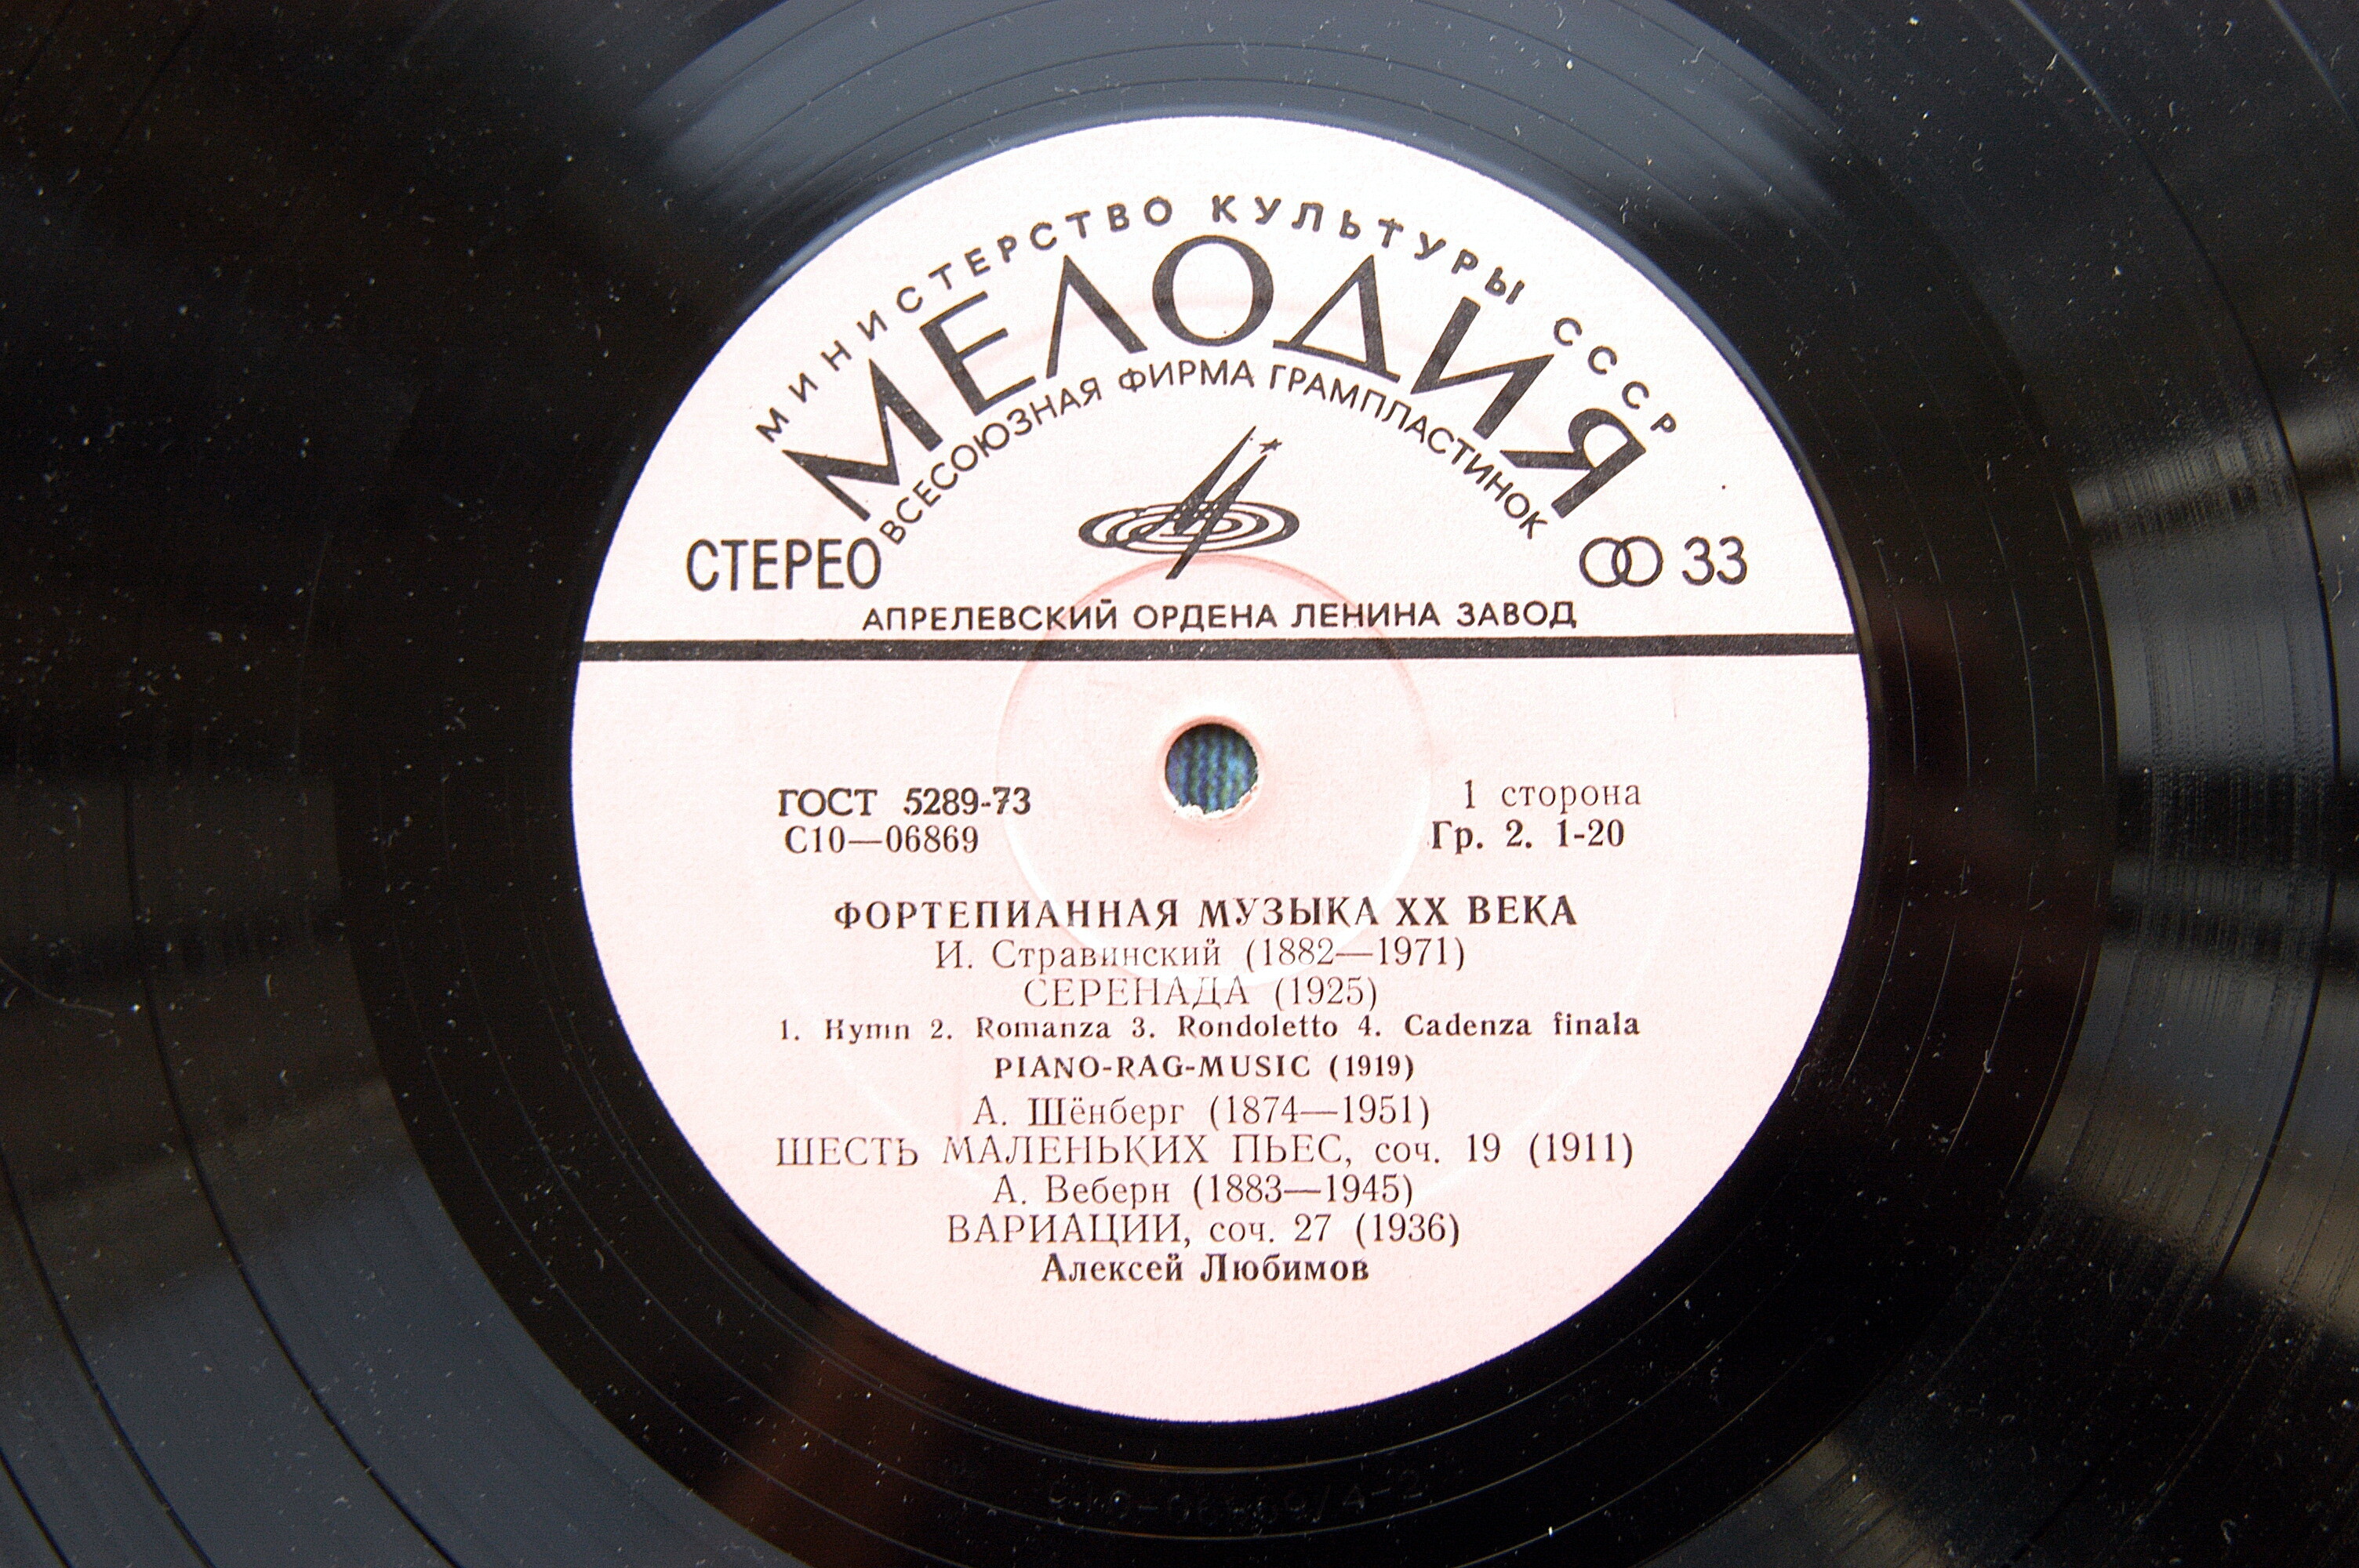 МИНИСТЕРСТВО КУЛЬТУРЫ СССР
МЕЛОДИЯ
ВСЕСОЮЗНАЯ ФИРМА ГРАМПЛАСТИНОК
СТЕРЕО
33
АПРЕЛЕВСКИЙ ОРДЕНА ЛЕНИНА ЗАВОД
ГОСТ 5289-73
С10—06869
1 сторона
Гр. 2. 1-20
ФОРТЕПИАННАЯ МУЗЫКА XX ВЕКА
И. Стравинский (1882—1971)
СЕРЕНАДА (1925)
1. Hymn 2. Romanza 3. Rondoletto 4. Cadenza finala
PIANO-RAG-MUSIC (1919)
А. Шёнберг (1874—1951)
ШЕСТЬ МАЛЕНЬКИХ ПЬЕС, соч. 19 (1911)
А. Веберн (1883—1945)
ВАРИАЦИИ, соч. 27 (1936)
Алексей Любимов